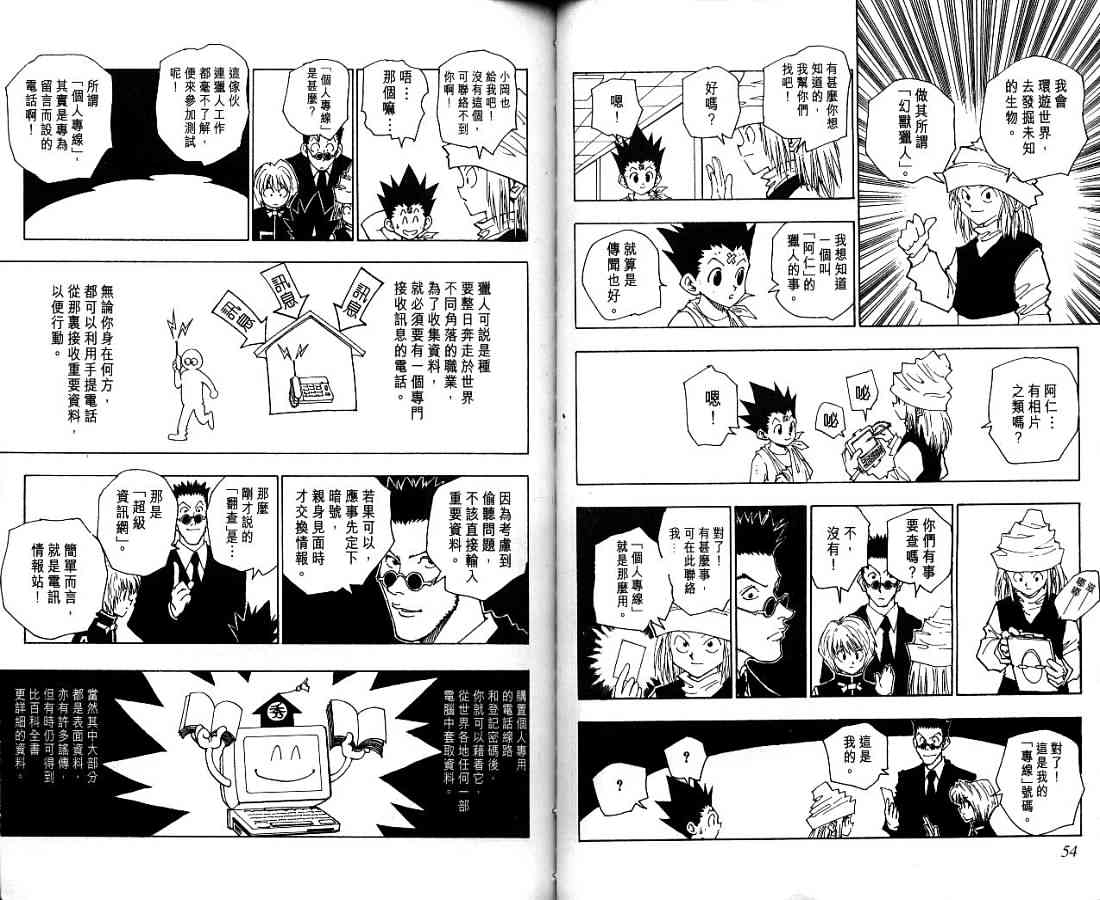 我會
環遊世界，
去發掘未知
的生物。
做其所謂
「幻獸獵人」。
有甚麼你想
知道的，
我幫你們
找吧！
好嗎？
嗯！
我想知道
一個叫
「阿仁」的
獵人的事。
就算是
傳聞也好。
阿仁…
有相片
之類嗎？
嗯！
咇
咇
你們有事
要查嗎？
不，
沒有！
對了！
有甚麼事，
可在此聯絡
我…
「個人專線」
就是那麼用。
對了！
這是我的
「專線」號碼。
這是
我的。
？
？
54
小岡也
給我吧！
沒有這個，
可聯絡不到
你啊！
唔…
那個嘛…
「個人專線」
是甚麼？
這傢伙
連獵人工作
都毫不了解，
便來參加測試
呢！
所謂
「個人專線」，
其實是專為
留言而設的
電話啊！
獵人可說是種
要整日奔走於世界
不同角落的職業，
為了收集資料，
就必須要有一個專門
接收訊息的電話。
訊息
訊息
訊息
無論你身在何方，
都可以利用手提電話
從那裏接收重要資料，
以便行動。
因為考慮到
偷聽問題，
不該直接輸入
重要資料。
若果可以，
應事先定下
暗號，
親身見面時
才交換情報。
那麼
剛才說的
「翻查」是…
那是
「超級
資訊網」。
簡單而言，
就是電訊
情報站！
購置個人專用
的電話線路
和登記密碼後，
你就可以藉着它，
從世界各地任何一部
電腦中套取資料。
秀
當然其中大部分
都是表面資料，
亦有許多謠傳，
但有時仍可得到
比百科全書
更詳細的資料。